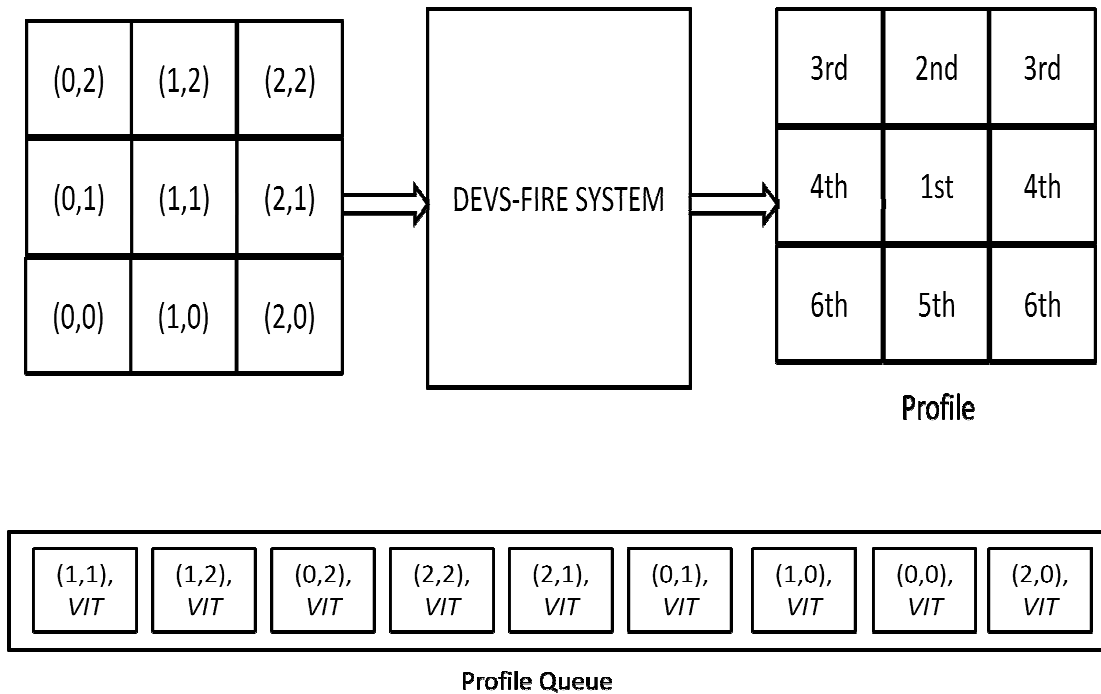 (0,2) (1,2) (2,2)
(0,1) (1,1) (2,1)
(0,0) (1,0) (2,0)
DEVS-FIRE SYSTEM
3rd 2nd 3rd
4th 1st 4th
6th 5th 6th
Profile
(1,1), (1,2), (0,2), (2,2), (2,1), (0,1), (1,0), (0,0), (2,0),
VIT VIT VIT VIT VIT VIT VIT VIT VIT
Profile Queue